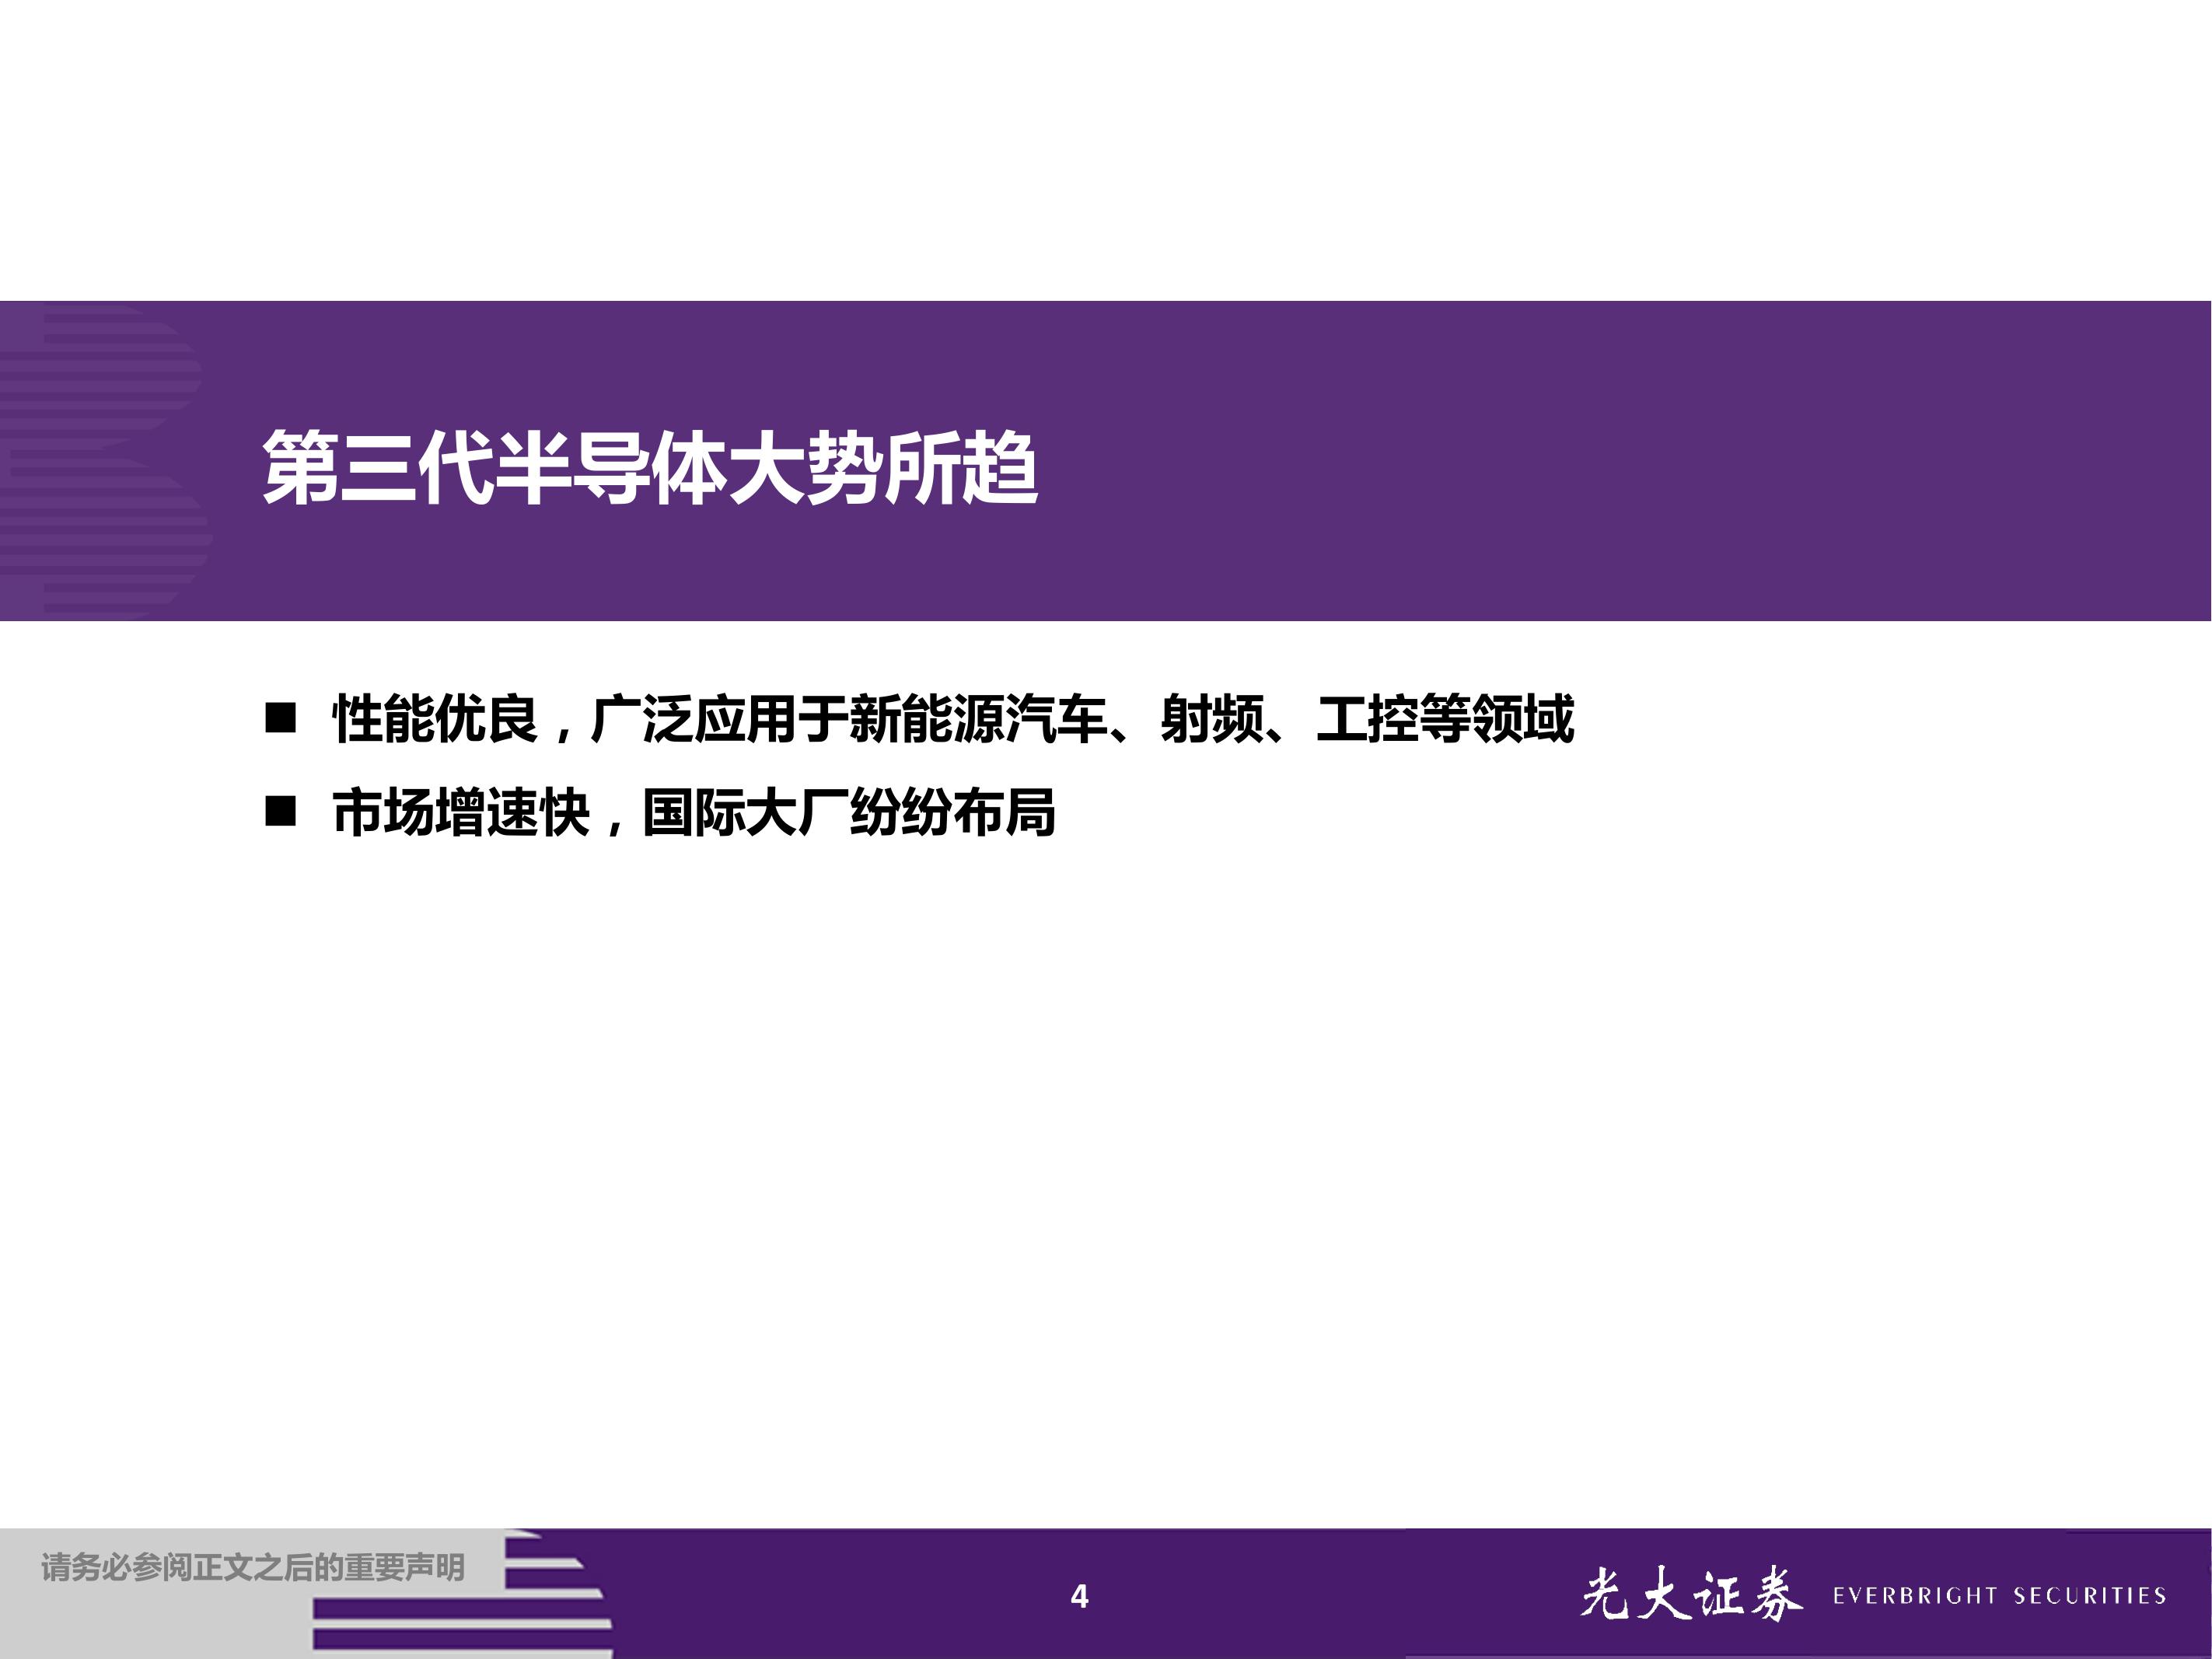 第三代半导体大势所趋
■ 性能优良，广泛应用于新能源汽车、射频、工控等领域
■ 市场增速快，国际大厂纷纷布局
请务必参阅正文之后的重要声明
4
光大证券 EVERBRIGHT SECURITIES